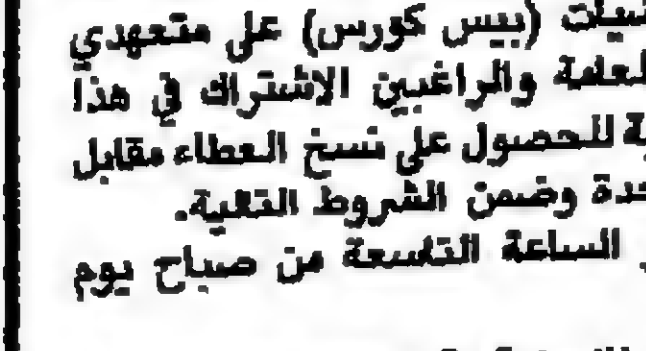 (بيس كورس) على متعهدي
العامة والراغبين الاشتراك في هذا
للحصول على نسخ العطاء مقابل
وضمن الشروط التالية.
الساعة التاسعة من صباح يوم